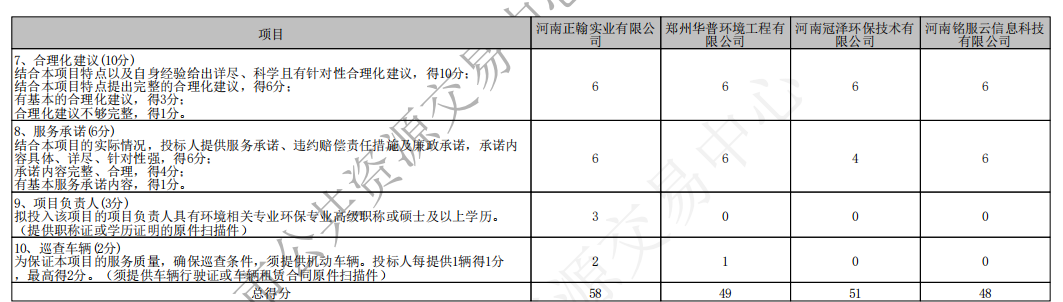 项目
河南正翰实业有限公司
郑州华普环境工程有限公司
河南冠泽环保技术有限公司
河南铭服云信息科技有限公司
7、合理化建议(10分)
结合本项目特点以及自身经验给出详尽、科学且有针对性合理化建议，得10分；
结合本项目特点提出完整的合理化建议，得6分；
有基本的合理化建议，得3分；
合理化建议不够完整，得1分。
6 6 6 6
8、服务承诺(6分)
结合本项目的实际情况，投标人提供服务承诺、违约赔偿责任措施及廉政承诺，承诺内
容具体、详尽、针对性强，得6分；
承诺内容完整、合理，得4分；
有基本服务承诺内容，得1分。
6 6 4 6
9、项目负责人(3分)
拟投入该项目的项目负责人具有环境相关专业环保专业高级职称或硕士及以上学历。
（提供职称证或学历证明的原件扫描件）
3 0 0 0
10、巡查车辆(2分)
为保证本项目的服务质量，确保巡查条件，须提供机动车辆。投标人每提供1辆得1分
，最高得2分。（须提供车辆行驶证或车辆租赁合同原件扫描件）
2 1 0 0
总得分 58 49 51 48
市公共资源交易中心
源交易中心